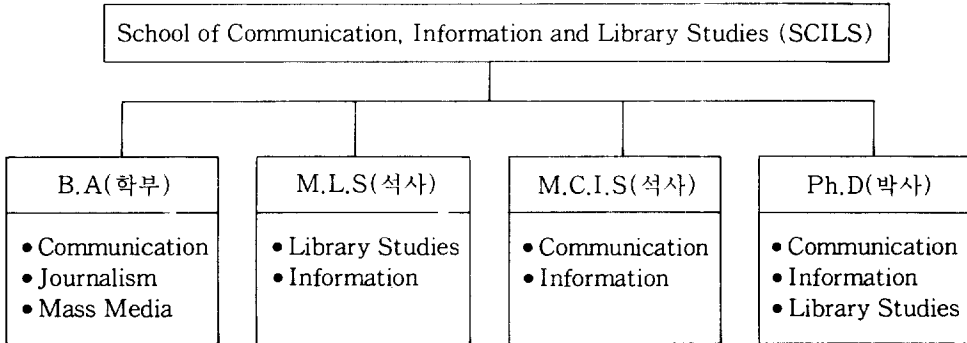 School of Communication, Information and Library Studies (SCILS)
B.A(학부)
• Communication
• Journalism
• Mass Media
M.L.S(석사)
• Library Studies
• Information
M.C.I.S(석사)
• Communication
• Information
Ph.D(박사)
• Communication
• Information
• Library Studies